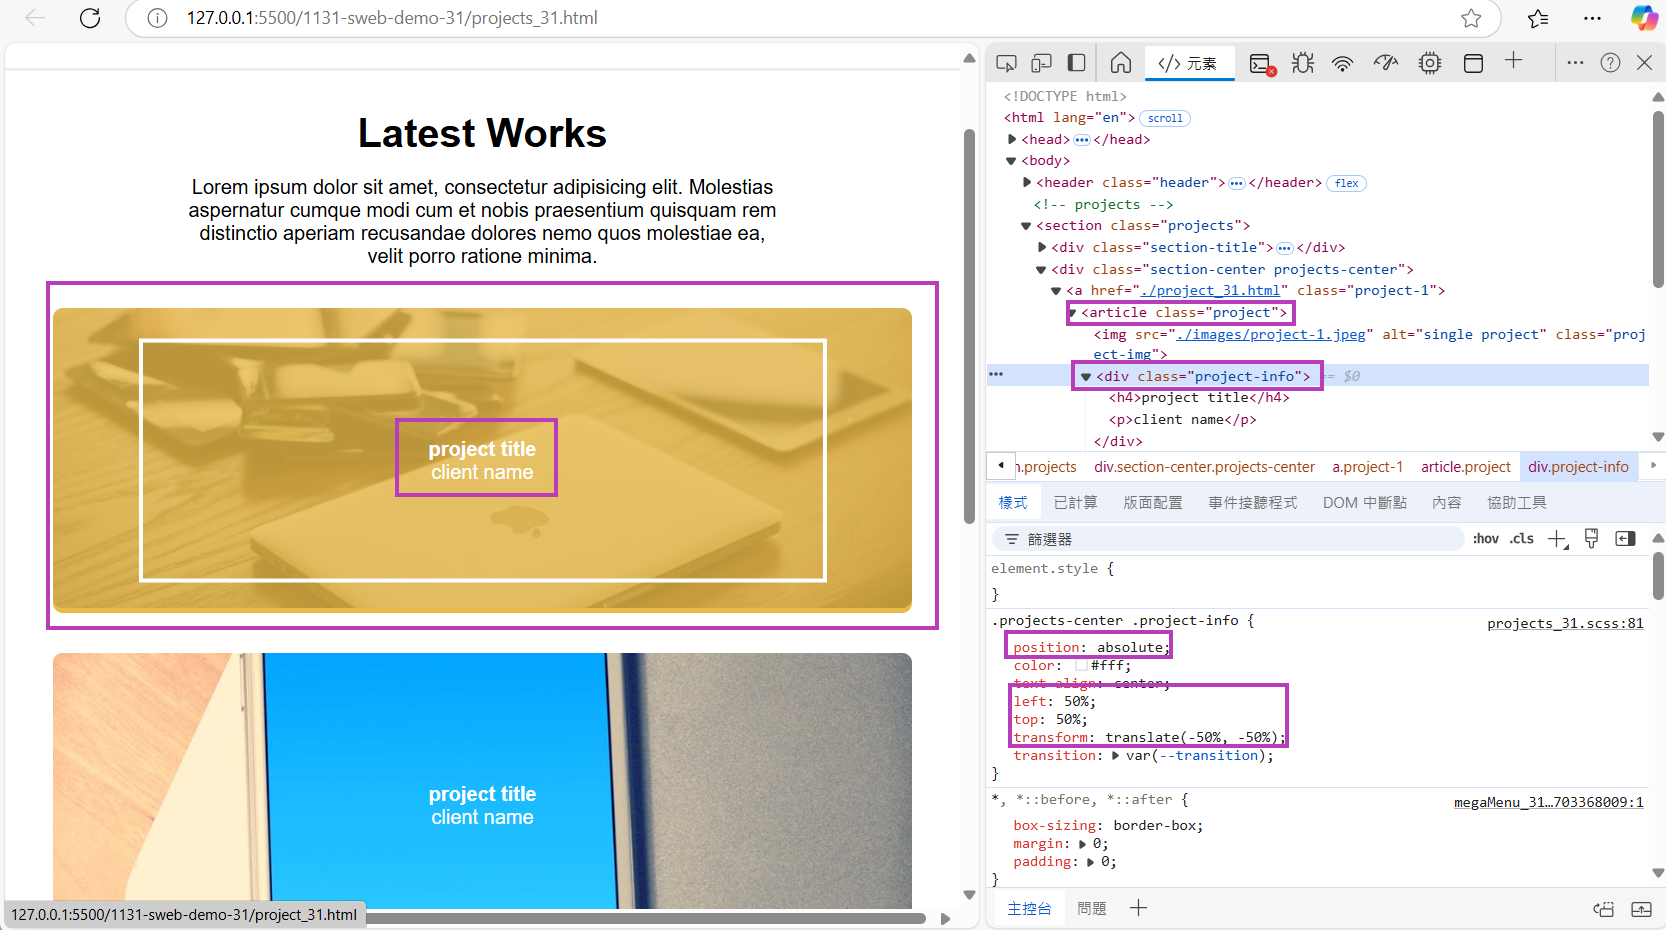 127.0.0.1:5500/1131-sweb-demo-31/projects_31.html
Latest Works
Lorem ipsum dolor sit amet, consectetur adipisicing elit. Molestias
aspernatur cumque modi cum et nobis praesentium quisquam rem
distinctio aperiam recusandae dolores nemo quos molestiae ea,
velit porro ratione minima.
project title
client name
project title
client name
127.0.0.1:5500/1131-sweb-demo-31/project_31.html
</> 元素
<!DOCTYPE html>
<html lang="en"> scroll
<head> ••• </head>
<body>
<header class="header"> ••• </header> flex
<!-- projects -->
<section class="projects">
<div class="section-title"> ••• </div>
<div class="section-center projects-center">
<a href="./project_31.html" class="project-1">
<article class="project">
<img src="./images/project-1.jpeg" alt="single project" class="proj
ect-img">
••• <div class="project-info"> == $0
<h4>project title</h4>
<p>client name</p>
</div>
n.projects div.section-center.projects-center a.project-1 article.project div.project-info
樣式 已計算 版面配置 事件接聽程式 DOM 中斷點 內容 協助工具
篩選器 :hov .cls
element.style {
}
.projects-center .project-info { projects_31.scss:81
position: absolute;
color: #fff;
text-align: center;
left: 50%;
top: 50%;
transform: translate(-50%, -50%);
transition: var(--transition);
}
*, *::before, *::after { megaMenu_31…703368009:1
box-sizing: border-box;
margin: 0;
padding: 0;
}
主控台 問題